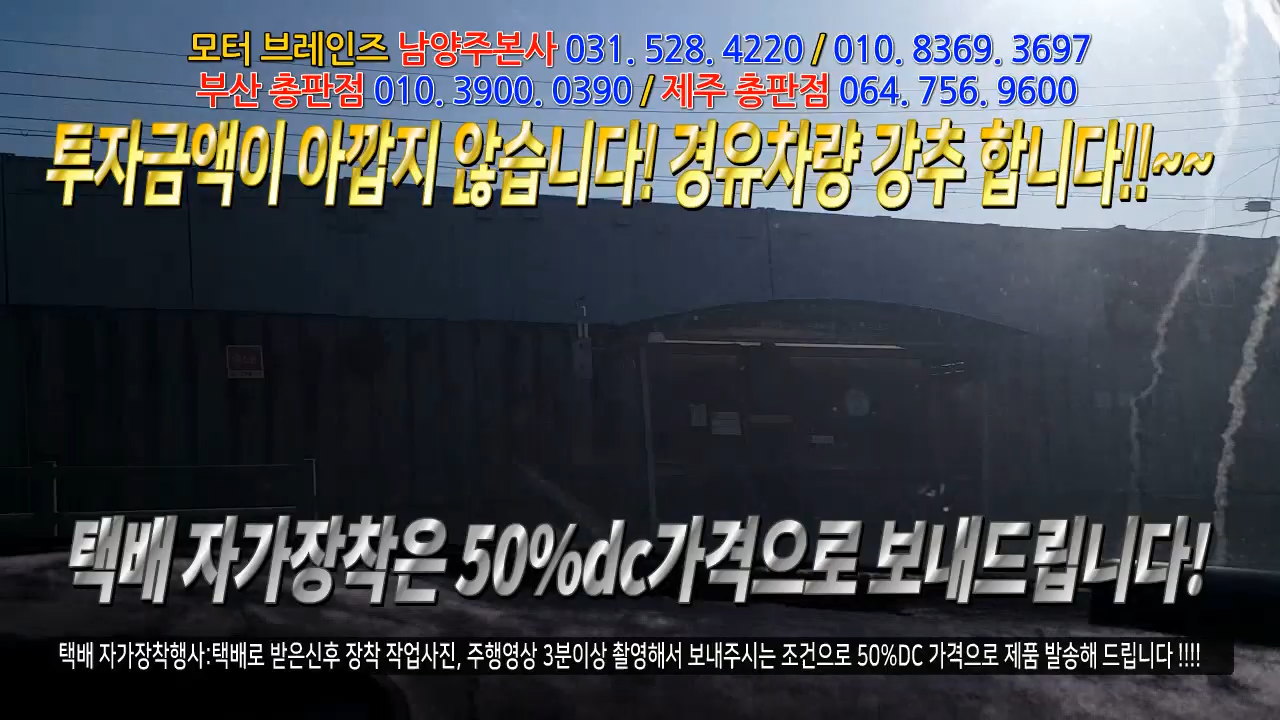 모터 브레인즈 남양주본사 031. 528. 4220 / 010. 8369. 3697
부산 총판점 010. 3900. 0390 / 제주 총판점 064. 756. 9600
투자금액이 아깝지 않습니다! 경유차량 강추 합니다!!~~
택배 자가장착은 50%dc가격으로 보내드립니다!
택배 자가장착행사:택배로 받은신후 장착 작업사진, 주행영상 3분이상 촬영해서 보내주시는 조건으로 50%DC 가격으로 제품 발송해 드립니다 !!!!